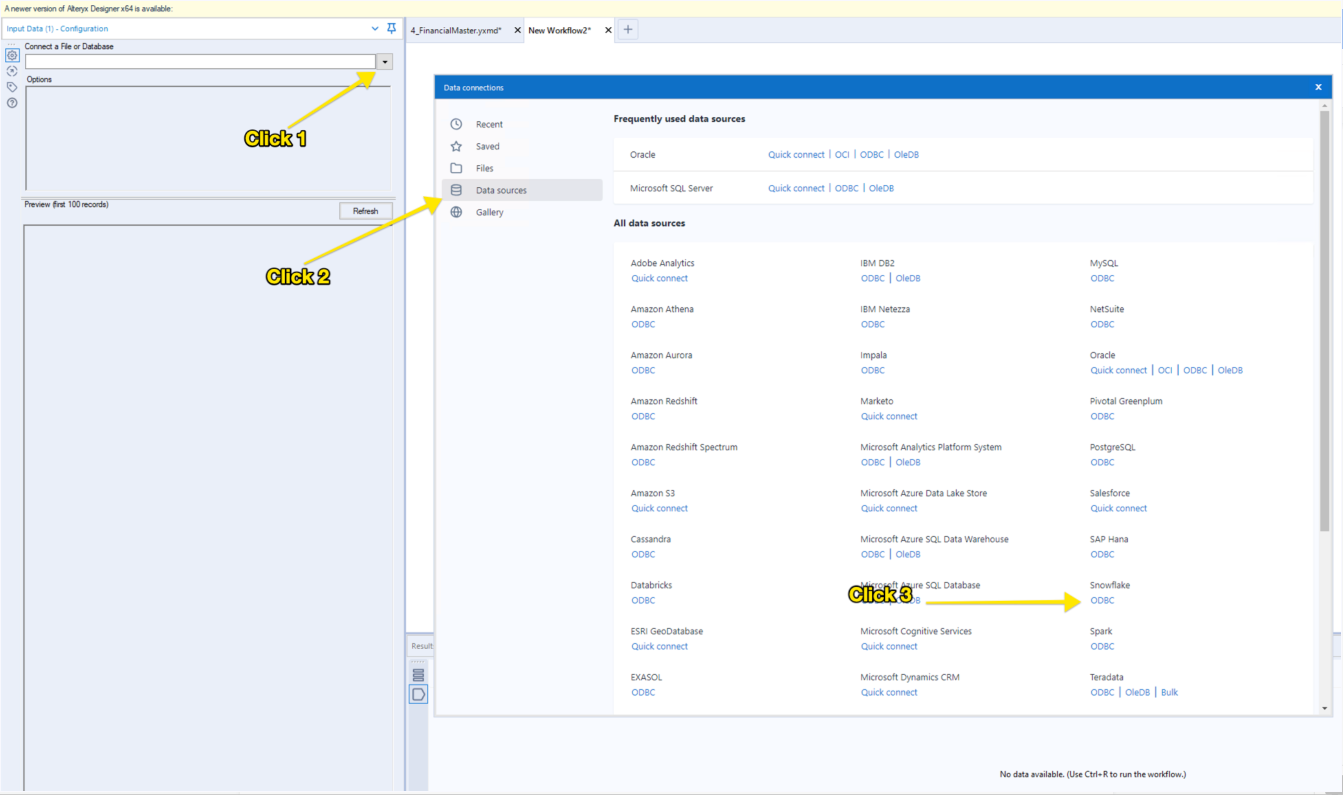 A newer version of Alteryx Designer x64 is available:
Input Data (1) - Configuration
4_FinancialMaster.yxmd*
New Workflow2*
Connect a File or Database
Options
Click 1
Preview (first 100 records)
Refresh
Click 2
Data connections
Recent
Saved
Files
Data sources
Gallery
Frequently used data sources
Oracle Quick connect | OCI | ODBC | OleDB
Microsoft SQL Server Quick connect | ODBC | OleDB
All data sources
Adobe Analytics IBM DB2 MySQL
Quick connect ODBC | OleDB ODBC
Amazon Athena IBM Netezza NetSuite
ODBC ODBC ODBC
Amazon Aurora Impala Oracle
ODBC ODBC Quick connect | OCI | ODBC | OleDB
Amazon Redshift Marketo Pivotal Greenplum
ODBC Quick connect ODBC
Amazon Redshift Spectrum Microsoft Analytics Platform System PostgreSQL
ODBC ODBC | OleDB ODBC
Amazon S3 Microsoft Azure Data Lake Store Salesforce
Quick connect Quick connect Quick connect
Cassandra Microsoft Azure SQL Data Warehouse SAP Hana
ODBC ODBC | OleDB ODBC
Databricks Microsoft Azure SQL Database Snowflake
ODBC Click 3 ODBC
ESRI GeoDatabase Microsoft Cognitive Services Spark
Quick connect Quick connect ODBC
EXASOL Microsoft Dynamics CRM Teradata
ODBC Quick connect ODBC | OleDB | Bulk
Result
No data available. (Use Ctrl+R to run the workflow.)